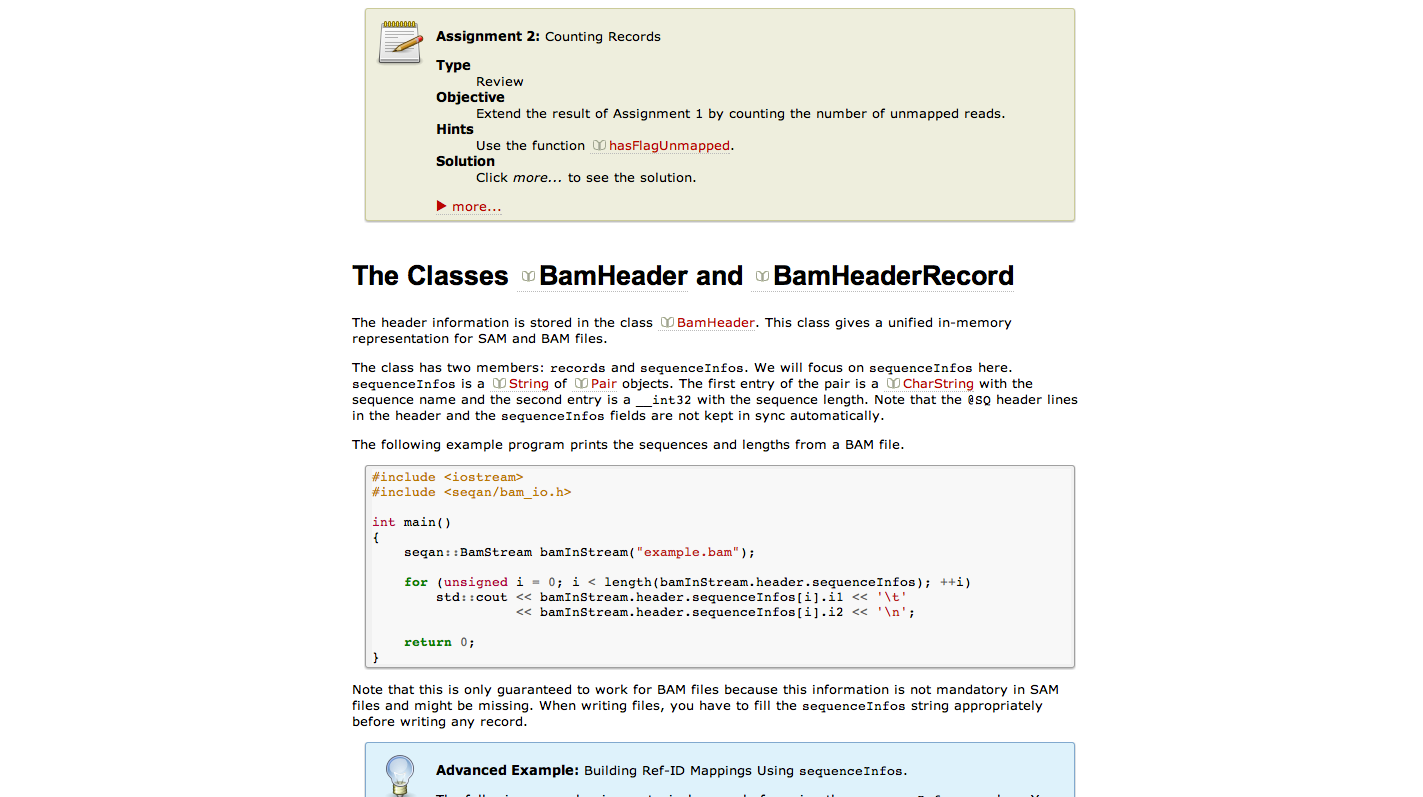 Assignment 2: Counting Records
Type
Review
Objective
Extend the result of Assignment 1 by counting the number of unmapped reads.
Hints
Use the function hasFlagUnmapped.
Solution
Click more... to see the solution.
more...
The Classes BamHeader and BamHeaderRecord
The header information is stored in the class BamHeader. This class gives a unified in-memory
representation for SAM and BAM files.
The class has two members: records and sequenceInfos. We will focus on sequenceInfos here.
sequenceInfos is a String of Pair objects. The first entry of the pair is a CharString with the
sequence name and the second entry is a __int32 with the sequence length. Note that the @SQ header lines
in the header and the sequenceInfos fields are not kept in sync automatically.
The following example program prints the sequences and lengths from a BAM file.
#include <iostream>
#include <seqan/bam_io.h>
int main()
{
    seqan::BamStream bamInStream("example.bam");
    for (unsigned i = 0; i < length(bamInStream.header.sequenceInfos); ++i)
        std::cout << bamInStream.header.sequenceInfos[i].i1 << '\t'
                  << bamInStream.header.sequenceInfos[i].i2 << '\n';
    return 0;
}
Note that this is only guaranteed to work for BAM files because this information is not mandatory in SAM
files and might be missing. When writing files, you have to fill the sequenceInfos string appropriately
before writing any record.
Advanced Example: Building Ref-ID Mappings Using sequenceInfos.